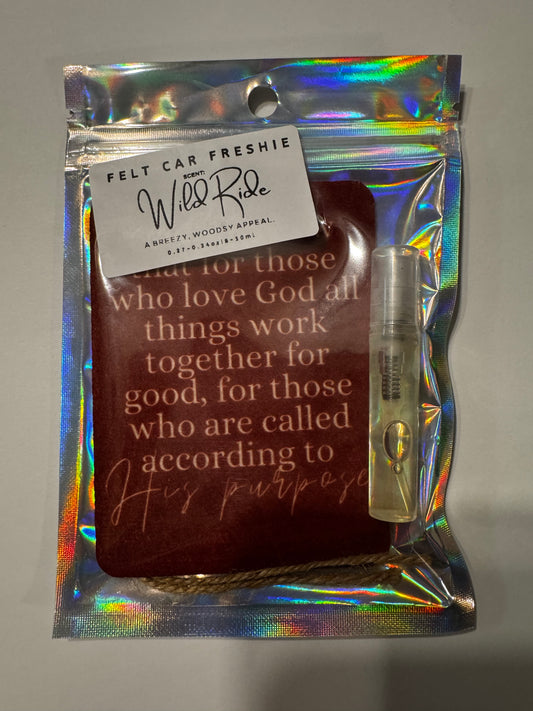 FELT CAR FRESHIE
SCENT:
Wild Ride
A BREEZY, WOODSY APPEAL.
0.27-0.34oz|8-10ml
that for those
who love God all
things work
together for
good, for those
who are called
according to
His purpose